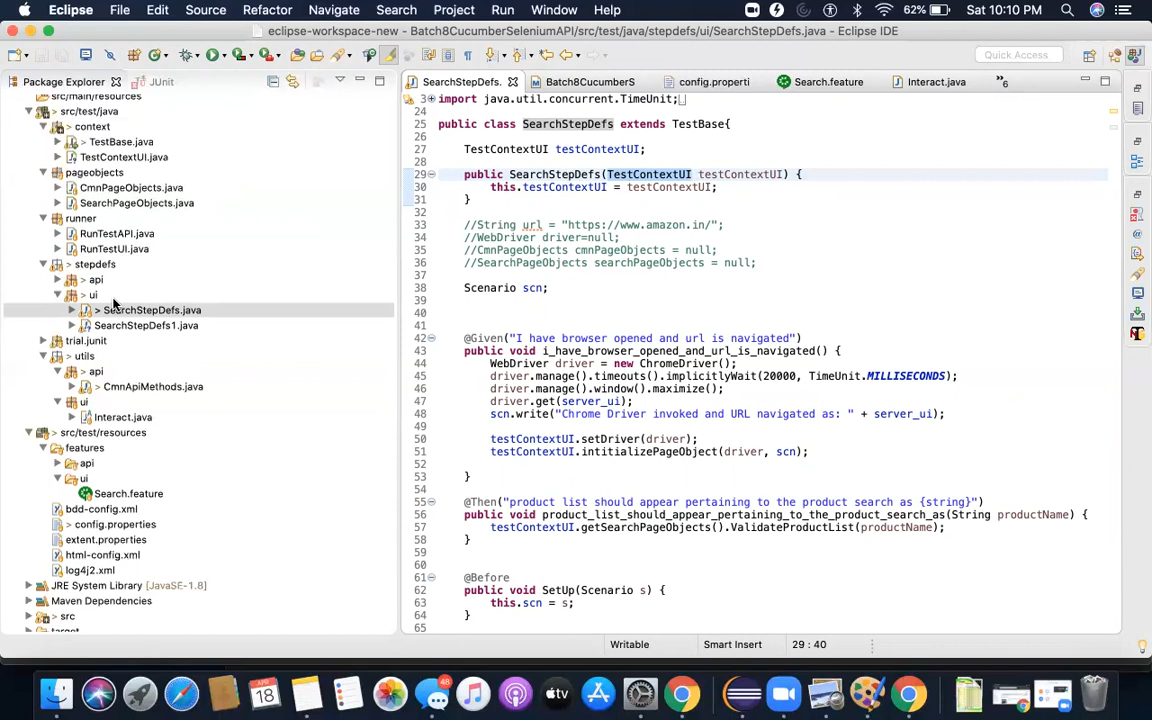 Eclipse File Edit Source Refactor Navigate Search Project Run Window Help 62% Sat 10:10 PM
eclipse-workspace-new - Batch8CucumberSeleniumAPI/src/test/java/stepdefs/ui/SearchStepDefs.java - Eclipse IDE
Quick Access
Package Explorer JUnit
src/main/resources
> src/test/java
> context
> TestBase.java
TestContextUI.java
pageobjects
CmnPageObjects.java
SearchPageObjects.java
runner
RunTestAPI.java
RunTestUI.java
> stepdefs
> api
> ui
> SearchStepDefs.java
SearchStepDefs1.java
trial.junit
> utils
> api
> CmnApiMethods.java
ui
Interact.java
> src/test/resources
features
api
ui
Search.feature
bdd-config.xml
> config.properties
extent.properties
html-config.xml
log4j2.xml
JRE System Library [JavaSE-1.8]
Maven Dependencies
> src
target
SearchStepDefs. Batch8CucumberS config.properti Search.feature Interact.java »6
3 import java.util.concurrent.TimeUnit;
24
25 public class SearchStepDefs extends TestBase{
26
27 TestContextUI testContextUI;
28
29 public SearchStepDefs(TestContextUI testContextUI) {
30 this.testContextUI = testContextUI;
31 }
32
33 //String url = "https://www.amazon.in/";
34 //WebDriver driver=null;
35 //CmnPageObjects cmnPageObjects = null;
36 //SearchPageObjects searchPageObjects = null;
37
38 Scenario scn;
39
40
41
42 @Given("I have browser opened and url is navigated")
43 public void i_have_browser_opened_and_url_is_navigated() {
44 WebDriver driver = new ChromeDriver();
45 driver.manage().timeouts().implicitlyWait(20000, TimeUnit.MILLISECONDS);
46 driver.manage().window().maximize();
47 driver.get(server_ui);
48 scn.write("Chrome Driver invoked and URL navigated as: " + server_ui);
49
50 testContextUI.setDriver(driver);
51 testContextUI.intitializePageObject(driver, scn);
52
53 }
54
55 @Then("product list should appear pertaining to the product search as {string}")
56 public void product_list_should_appear_pertaining_to_the_product_search_as(String productName) {
57 testContextUI.getSearchPageObjects().ValidateProductList(productName);
58 }
59
60
61 @Before
62 public void SetUp(Scenario s) {
63 this.scn = s;
64 }
65
Writable Smart Insert 29 : 40
APR 18
48
tv